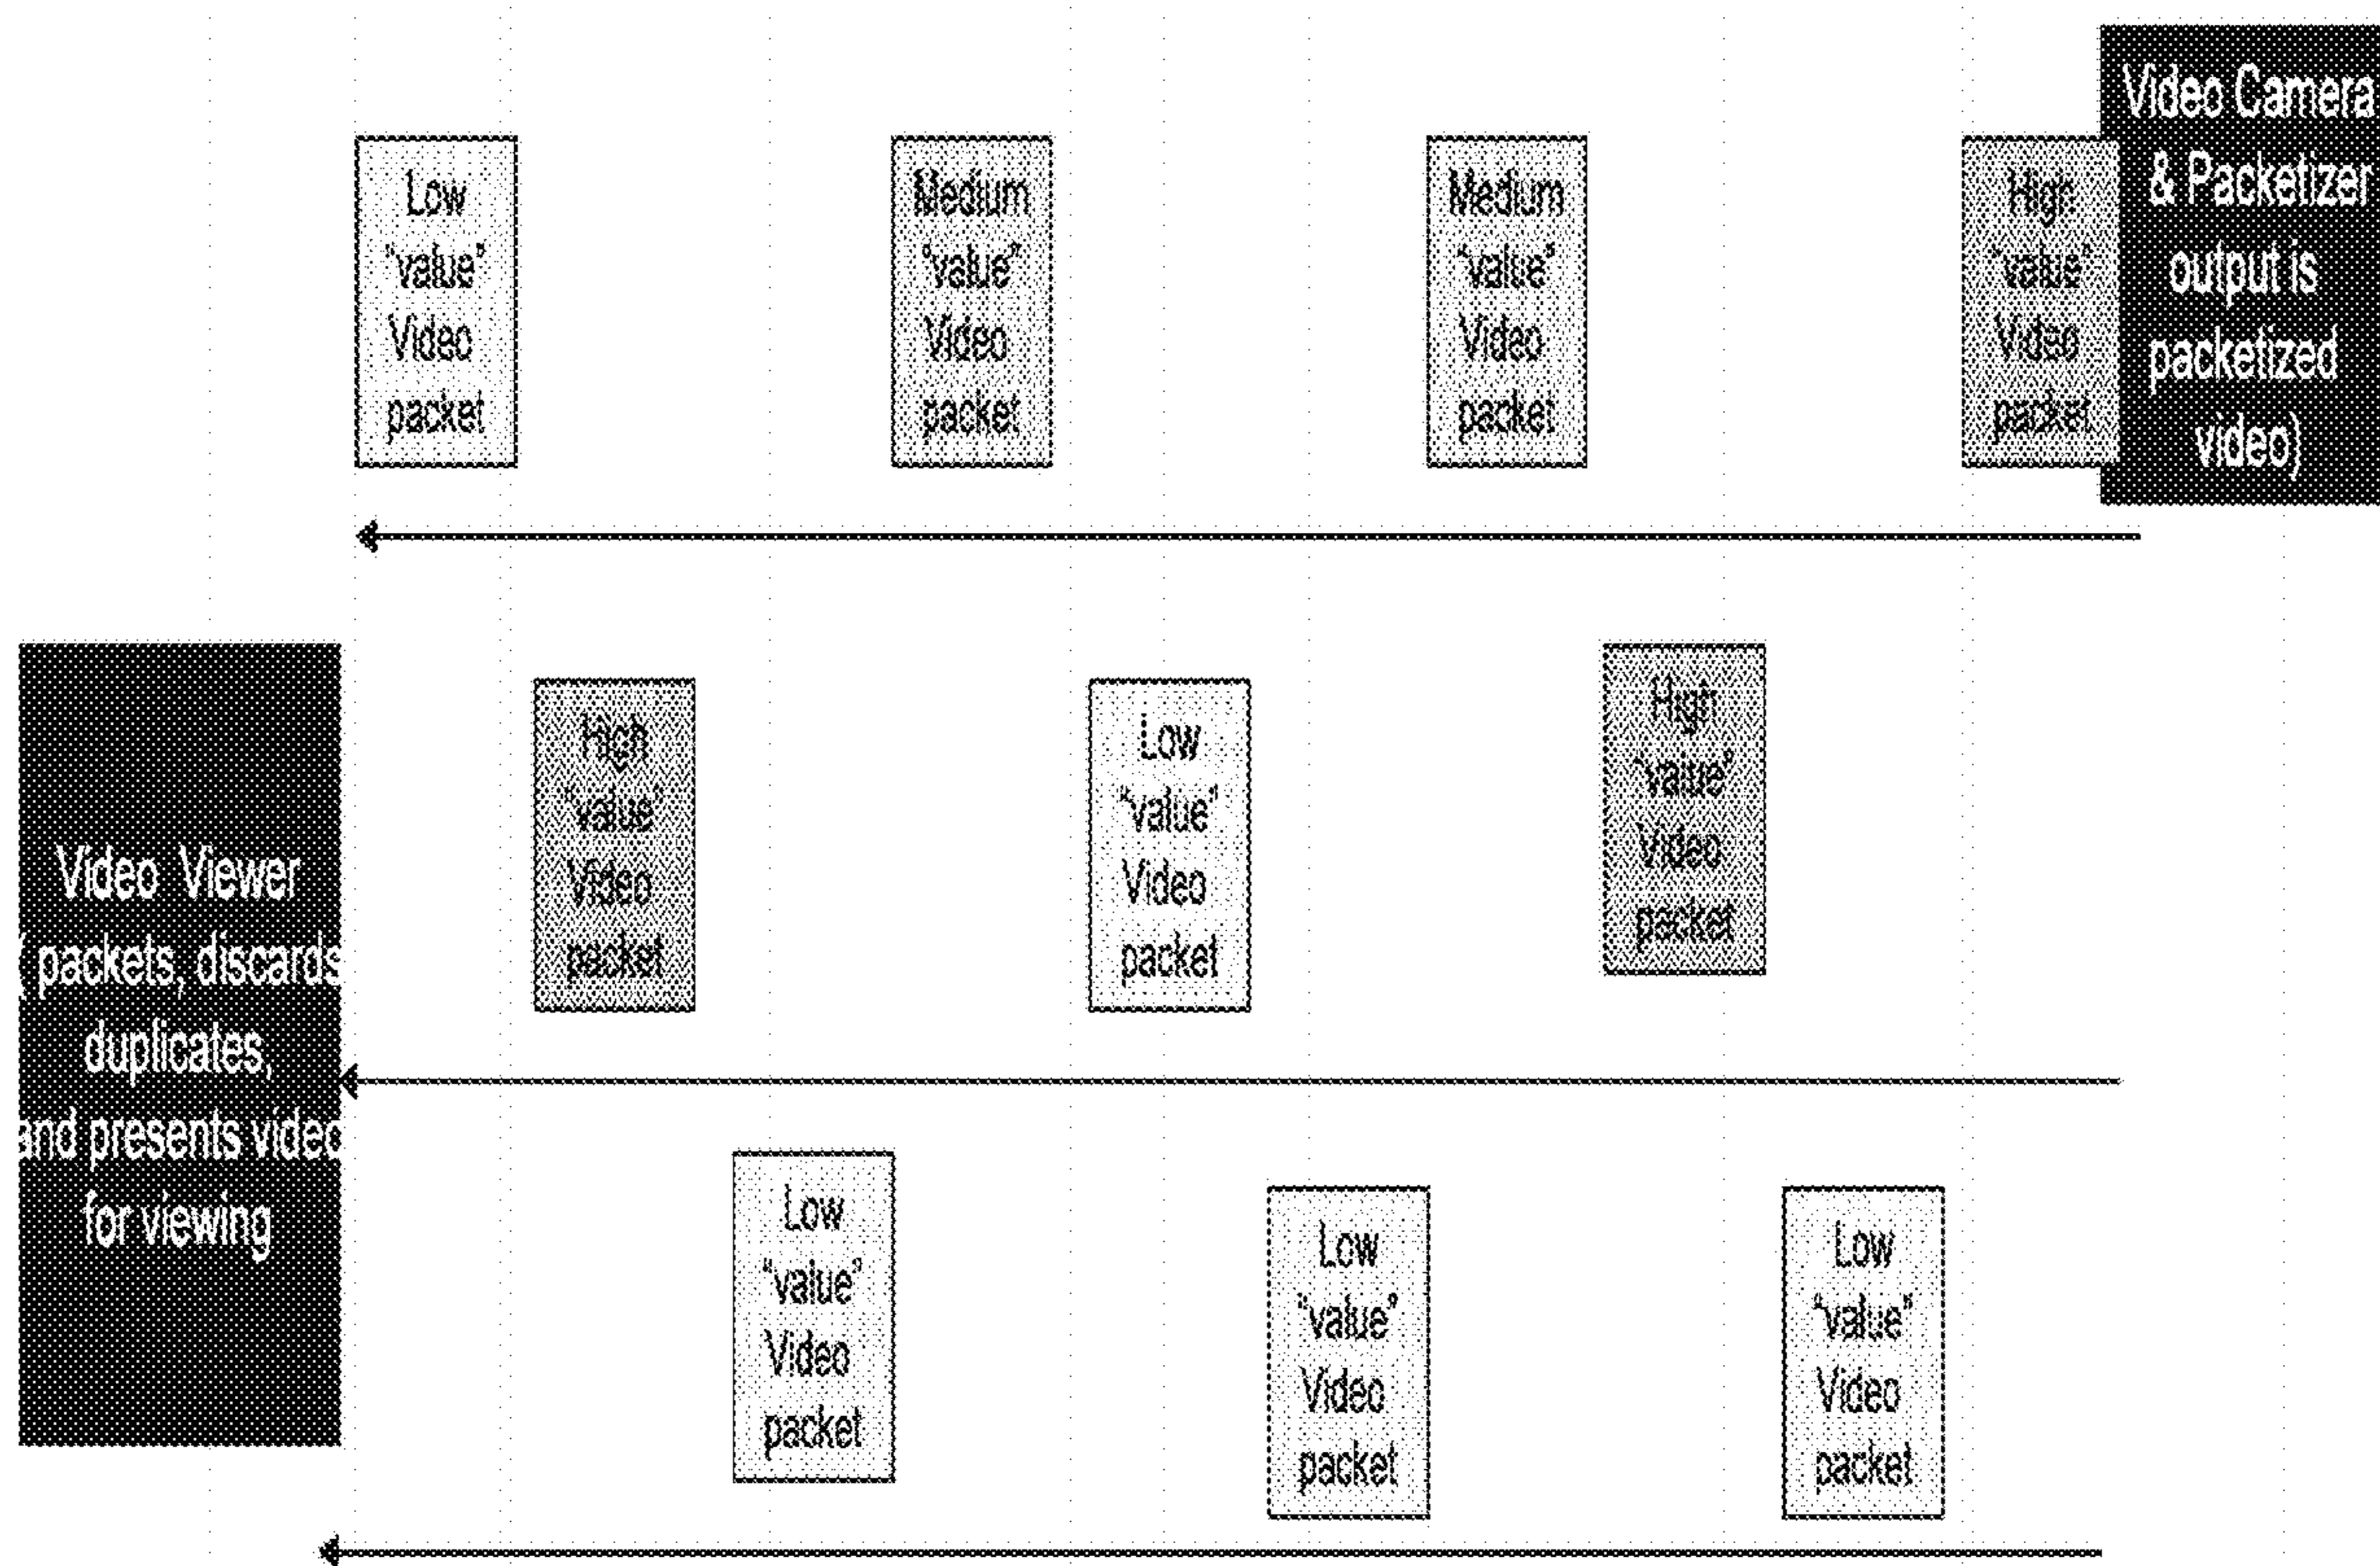 Video Camera
& Packetizer
output is
packetized
video)
Low
"value"
Video
packet
Medium
"value"
Video
packet
Medium
"value"
Video
packet
High
"value"
Video
packet
Video Viewer
( packets, discards
duplicates,
and presents video
for viewing
High
"value"
Video
packet
Low
"value"
Video
packet
High
"value"
Video
packet
Low
"value"
Video
packet
Low
"value"
Video
packet
Low
"value"
Video
packet